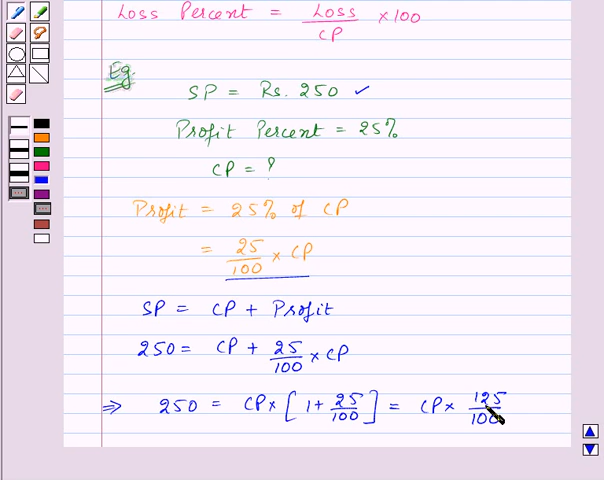 Loss Percent = Loss/CP × 100
Eg.
SP = Rs. 250 ✓
Profit Percent = 25%
CP = ?
Profit = 25% of CP
= 25/100 × CP
SP = CP + Profit
250 = CP + 25/100 × CP
⇒ 250 = CP × [1 + 25/100] = CP × 125/100